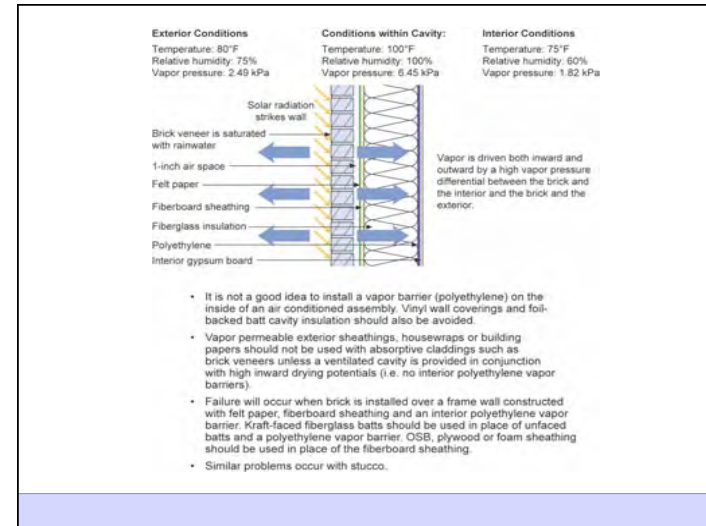 Exterior Conditions
Temperature: 80°F
Relative humidity: 75%
Vapor pressure: 2.49 kPa
Conditions within Cavity:
Temperature: 100°F
Relative humidity: 100%
Vapor pressure: 6.45 kPa
Interior Conditions
Temperature: 75°F
Relative humidity: 60%
Vapor pressure: 1.82 kPa
Solar radiation
strikes wall
Brick veneer is saturated
with rainwater
1-inch air space
Felt paper
Fiberboard sheathing
Fiberglass insulation
Polyethylene
Interior gypsum board
Vapor is driven both inward and
outward by a high vapor pressure
differential between the brick and
the interior and the brick and the
exterior.
• It is not a good idea to install a vapor barrier (polyethylene) on the
inside of an air conditioned assembly. Vinyl wall coverings and foil-
backed batt cavity insulation should also be avoided.
• Vapor permeable exterior sheathings, housewraps or building
papers should not be used with absorptive claddings such as
brick veneers unless a ventilated cavity is provided in conjunction
with high inward drying potentials (i.e. no interior polyethylene vapor
barriers).
• Failure will occur when brick is installed over a frame wall constructed
with felt paper, fiberboard sheathing and an interior polyethylene vapor
barrier. Kraft-faced fiberglass batts should be used in place of unfaced
batts and a polyethylene vapor barrier. OSB, plywood or foam sheathing
should be used in place of the fiberboard sheathing.
• Similar problems occur with stucco.